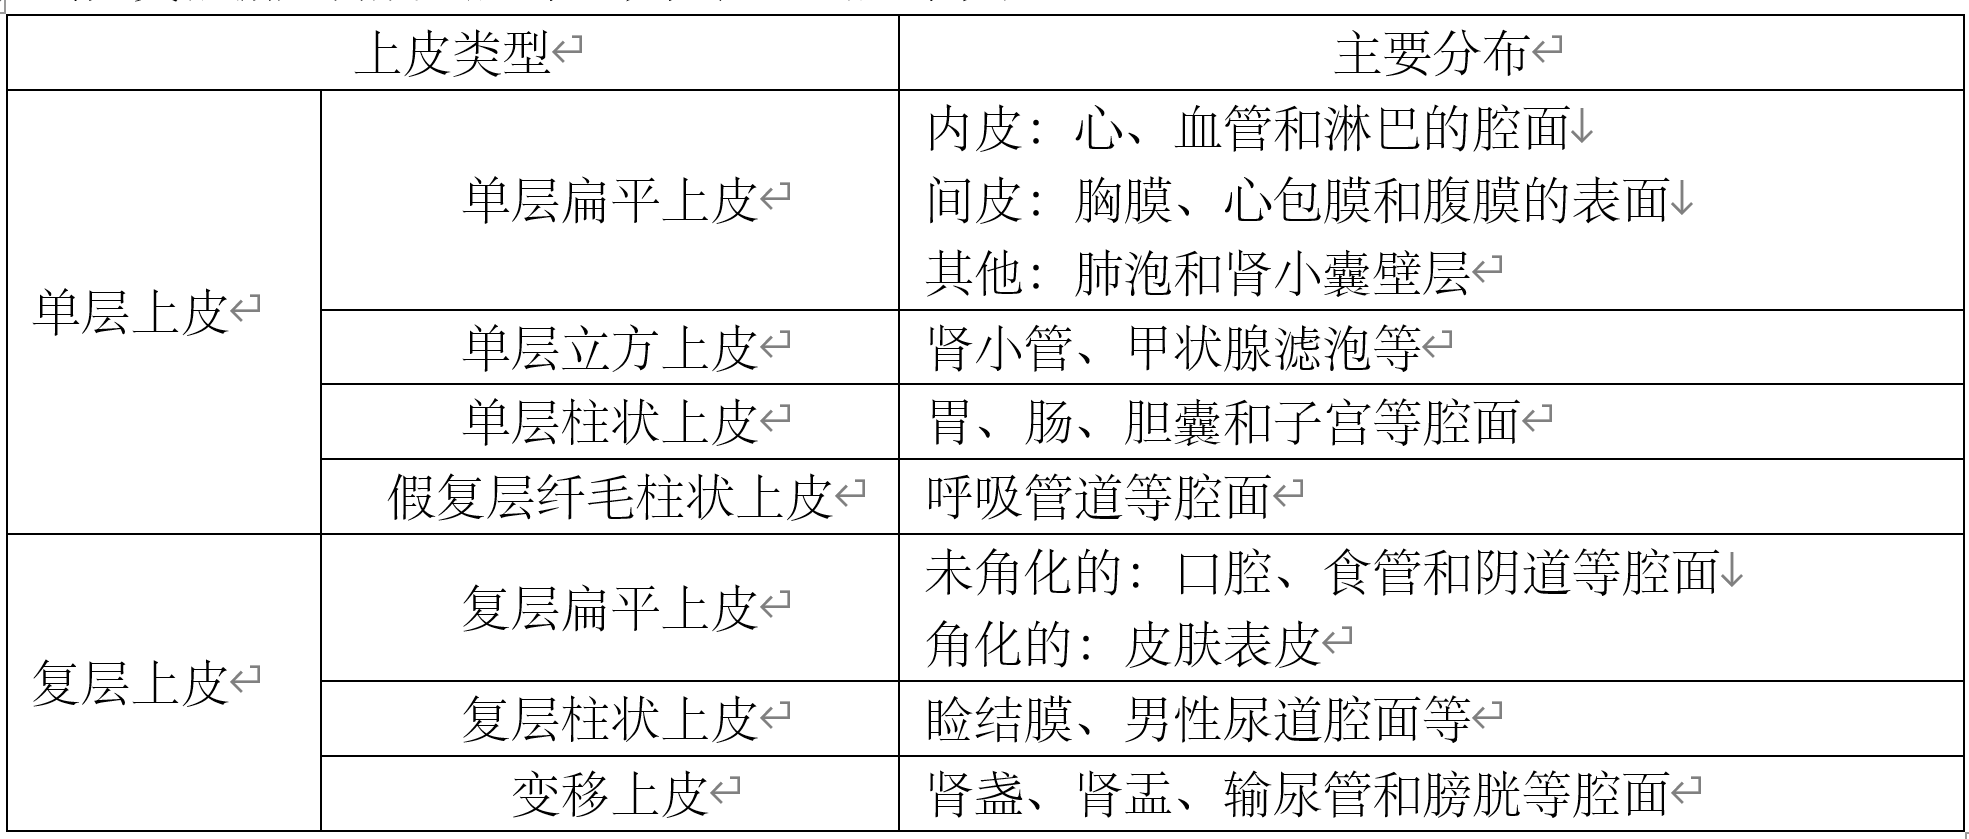 上皮类型 主要分布
单层上皮
单层扁平上皮
内皮：心、血管和淋巴的腔面
间皮：胸膜、心包膜和腹膜的表面
其他：肺泡和肾小囊壁层
单层立方上皮 肾小管、甲状腺滤泡等
单层柱状上皮 胃、肠、胆囊和子宫等腔面
假复层纤毛柱状上皮 呼吸管道等腔面
复层上皮
复层扁平上皮
未角化的：口腔、食管和阴道等腔面
角化的：皮肤表皮
复层柱状上皮 睑结膜、男性尿道腔面等
变移上皮 肾盏、肾盂、输尿管和膀胱等腔面